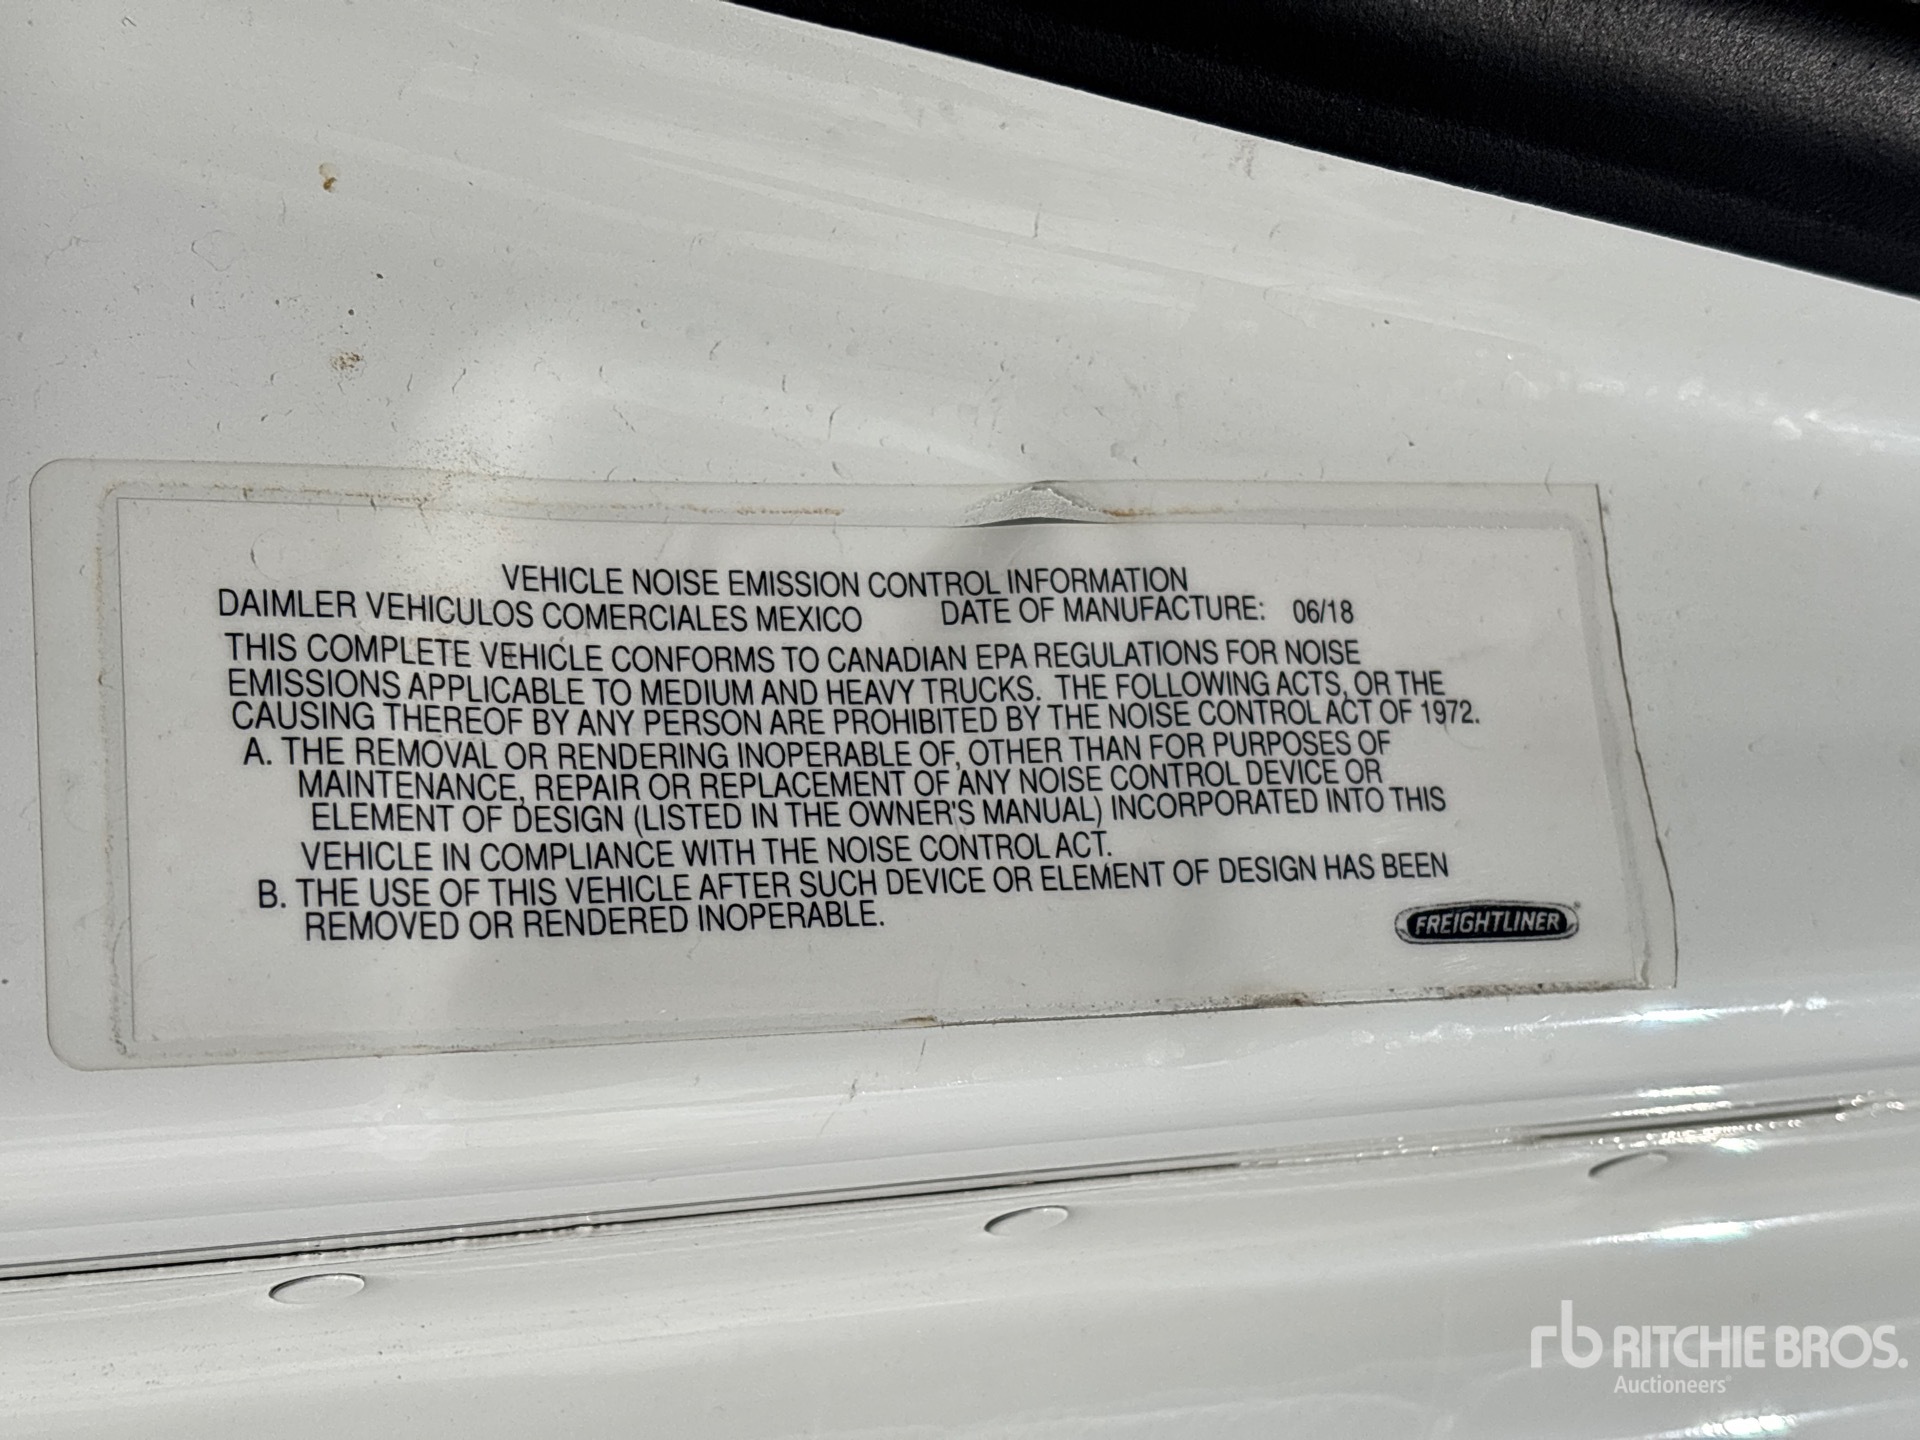 VEHICLE NOISE EMISSION CONTROL INFORMATION
DAIMLER VEHICULOS COMERCIALES MEXICO DATE OF MANUFACTURE: 06/18
THIS COMPLETE VEHICLE CONFORMS TO CANADIAN EPA REGULATIONS FOR NOISE
EMISSIONS APPLICABLE TO MEDIUM AND HEAVY TRUCKS. THE FOLLOWING ACTS, OR THE
CAUSING THEREOF BY ANY PERSON ARE PROHIBITED BY THE NOISE CONTROL ACT OF 1972.
A. THE REMOVAL OR RENDERING INOPERABLE OF, OTHER THAN FOR PURPOSES OF
MAINTENANCE, REPAIR OR REPLACEMENT OF ANY NOISE CONTROL DEVICE OR
ELEMENT OF DESIGN (LISTED IN THE OWNER'S MANUAL) INCORPORATED INTO THIS
VEHICLE IN COMPLIANCE WITH THE NOISE CONTROL ACT.
B. THE USE OF THIS VEHICLE AFTER SUCH DEVICE OR ELEMENT OF DESIGN HAS BEEN
REMOVED OR RENDERED INOPERABLE.
FREIGHTLINER
rb RITCHIE BROS.
Auctioneers